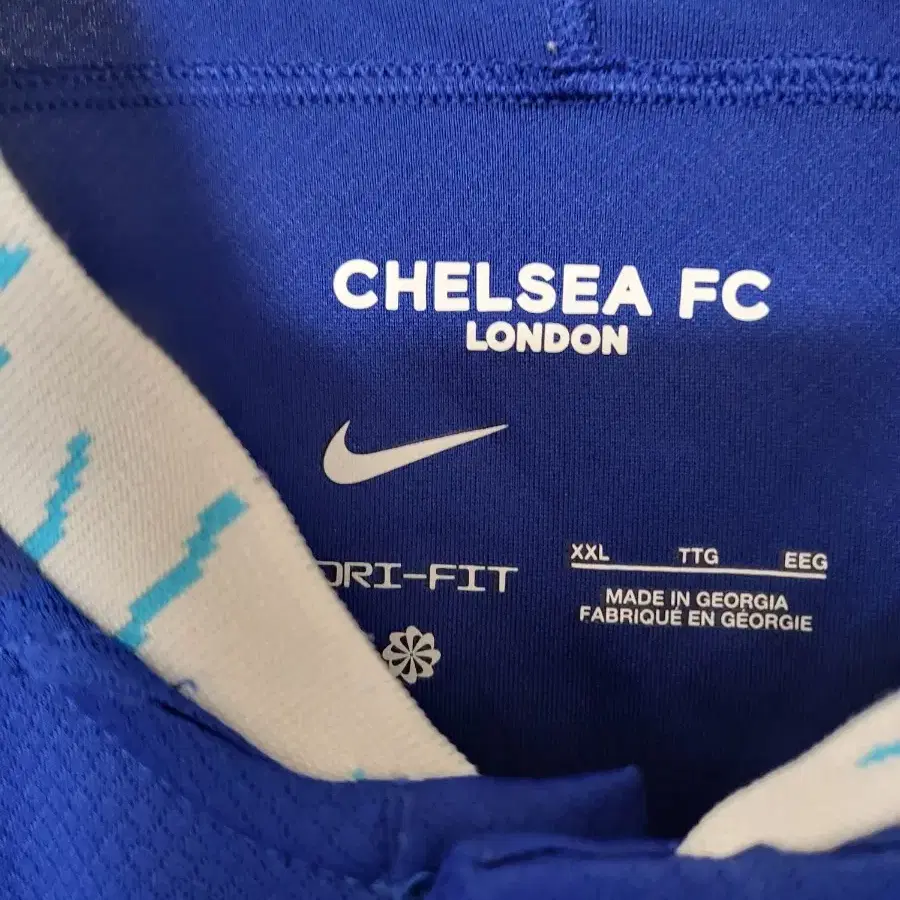 CHELSEA FC
LONDON
DRI-FIT
XXL TTG EEG
MADE IN GEORGIA
FABRIQUÉ EN GÉORGIE